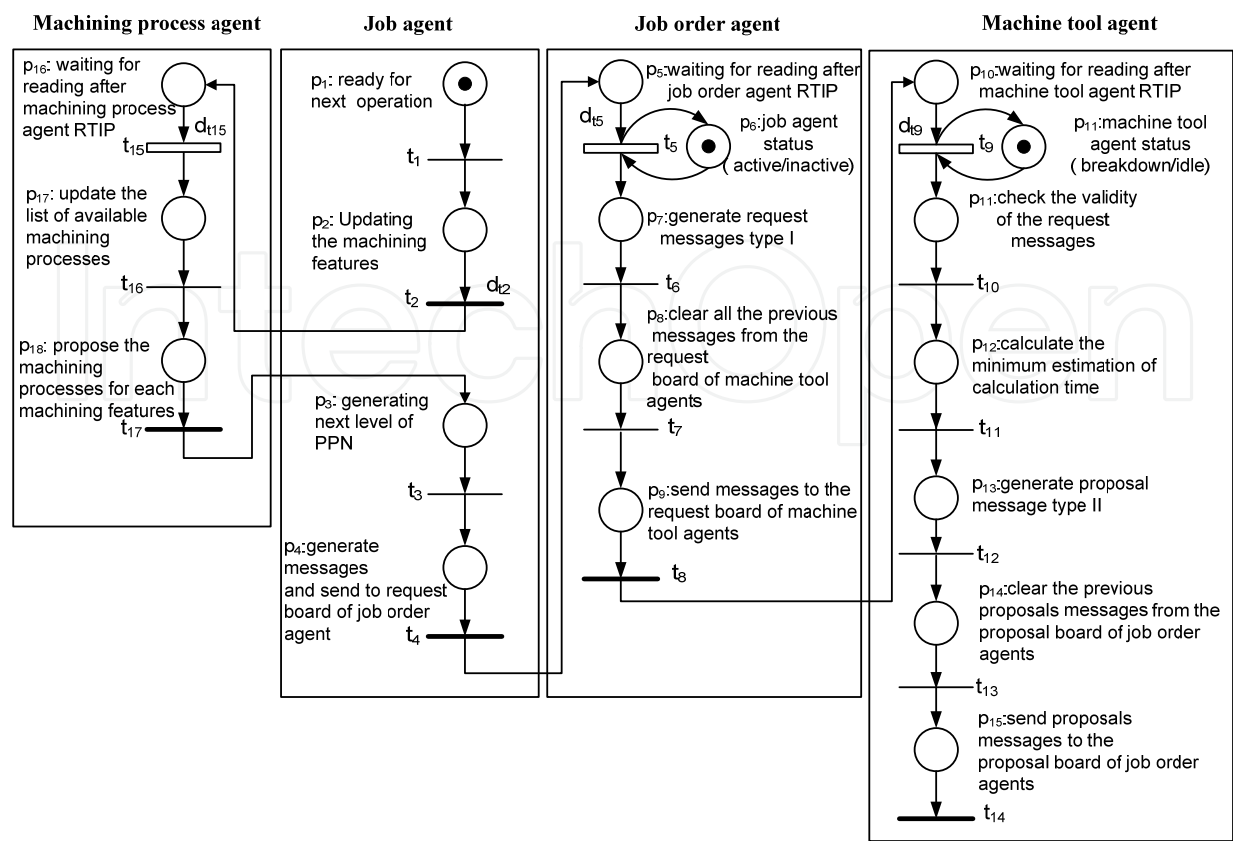 Machining process agent
Job agent
Job order agent
Machine tool agent
p16: waiting for
reading after
machining process
agent RTIP
dt15
t15
p17: update the
list of available
machining
processes
t16
p18: propose the
machining
processes for each
machining features
t17
p1: ready for
next operation
t1
p2: Updating
the machining
features
t2
dt2
p3: generating
next level of
PPN
t3
p4:generate
messages
and send to request
board of job order
agent
t4
p5:waiting for reading after
job order agent RTIP
dt5
t5
p6:job agent
status
( active/inactive)
p7:generate request
messages type I
t6
p8:clear all the previous
messages from the
request
board of machine tool
agents
t7
p9:send messages to the
request board of machine
tool agents
t8
p10:waiting for reading after
machine tool agent RTIP
dt9
t9
p11:machine tool
agent status
( breakdown/idle)
p11:check the validity
of the request
messages
t10
p12:calculate the
minimum estimation of
calculation time
t11
p13:generate proposal
message type II
t12
p14:clear the previous
proposals messages from the
proposal board of job order
agents
t13
p15:send proposals
messages to the
proposal board of job order
agents
t14
IntechOpen